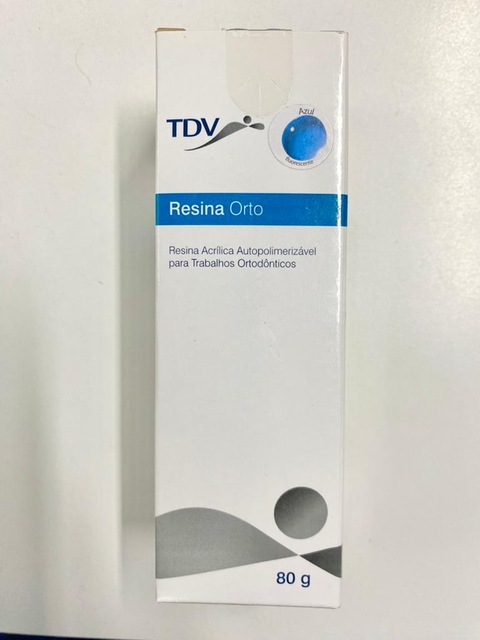 TDV
Azul
fluorescente
Resina Orto
Resina Acrílica Autopolimerizável
para Trabalhos Ortodônticos
80 g